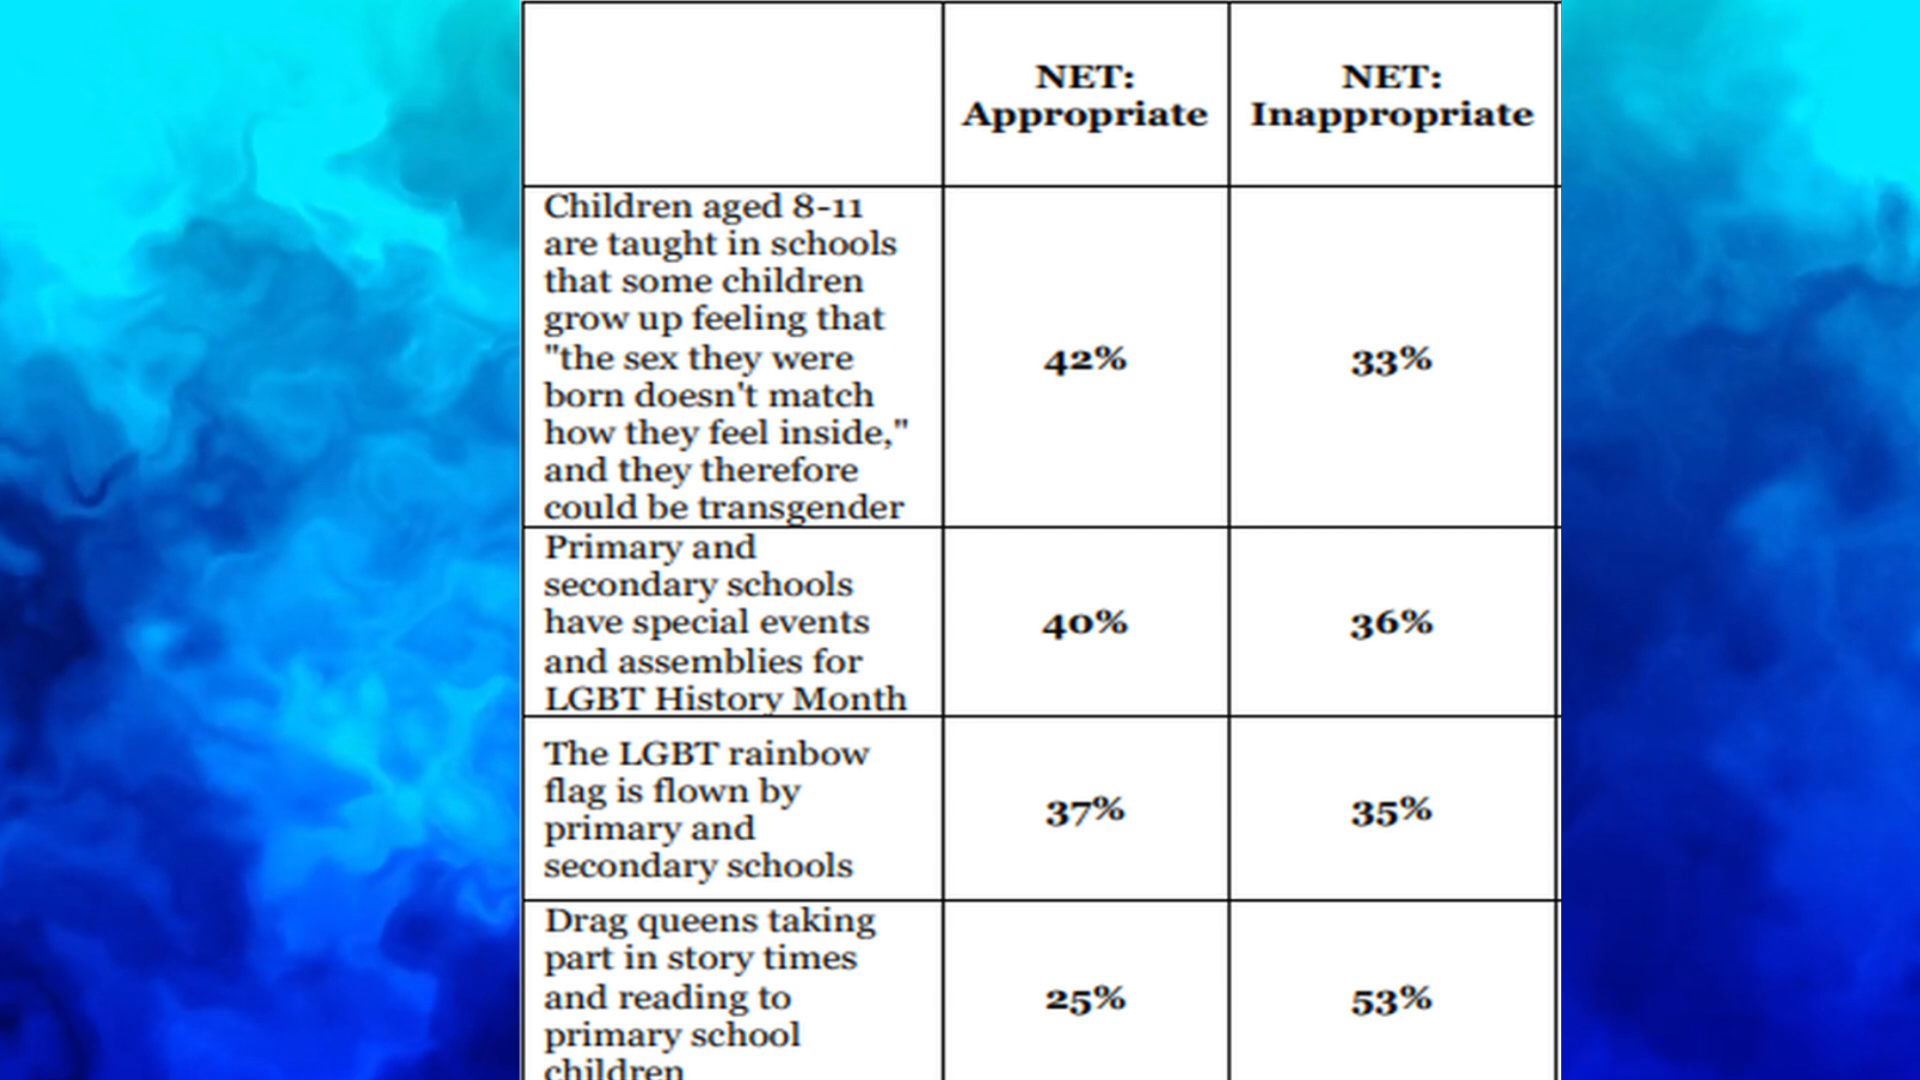 NET:
Appropriate
NET:
Inappropriate
Children aged 8-11
are taught in schools
that some children
grow up feeling that
"the sex they were
born doesn't match
how they feel inside,"
and they therefore
could be transgender
42%
33%
Primary and
secondary schools
have special events
and assemblies for
LGBT History Month
40%
36%
The LGBT rainbow
flag is flown by
primary and
secondary schools
37%
35%
Drag queens taking
part in story times
and reading to
primary school
children
25%
53%